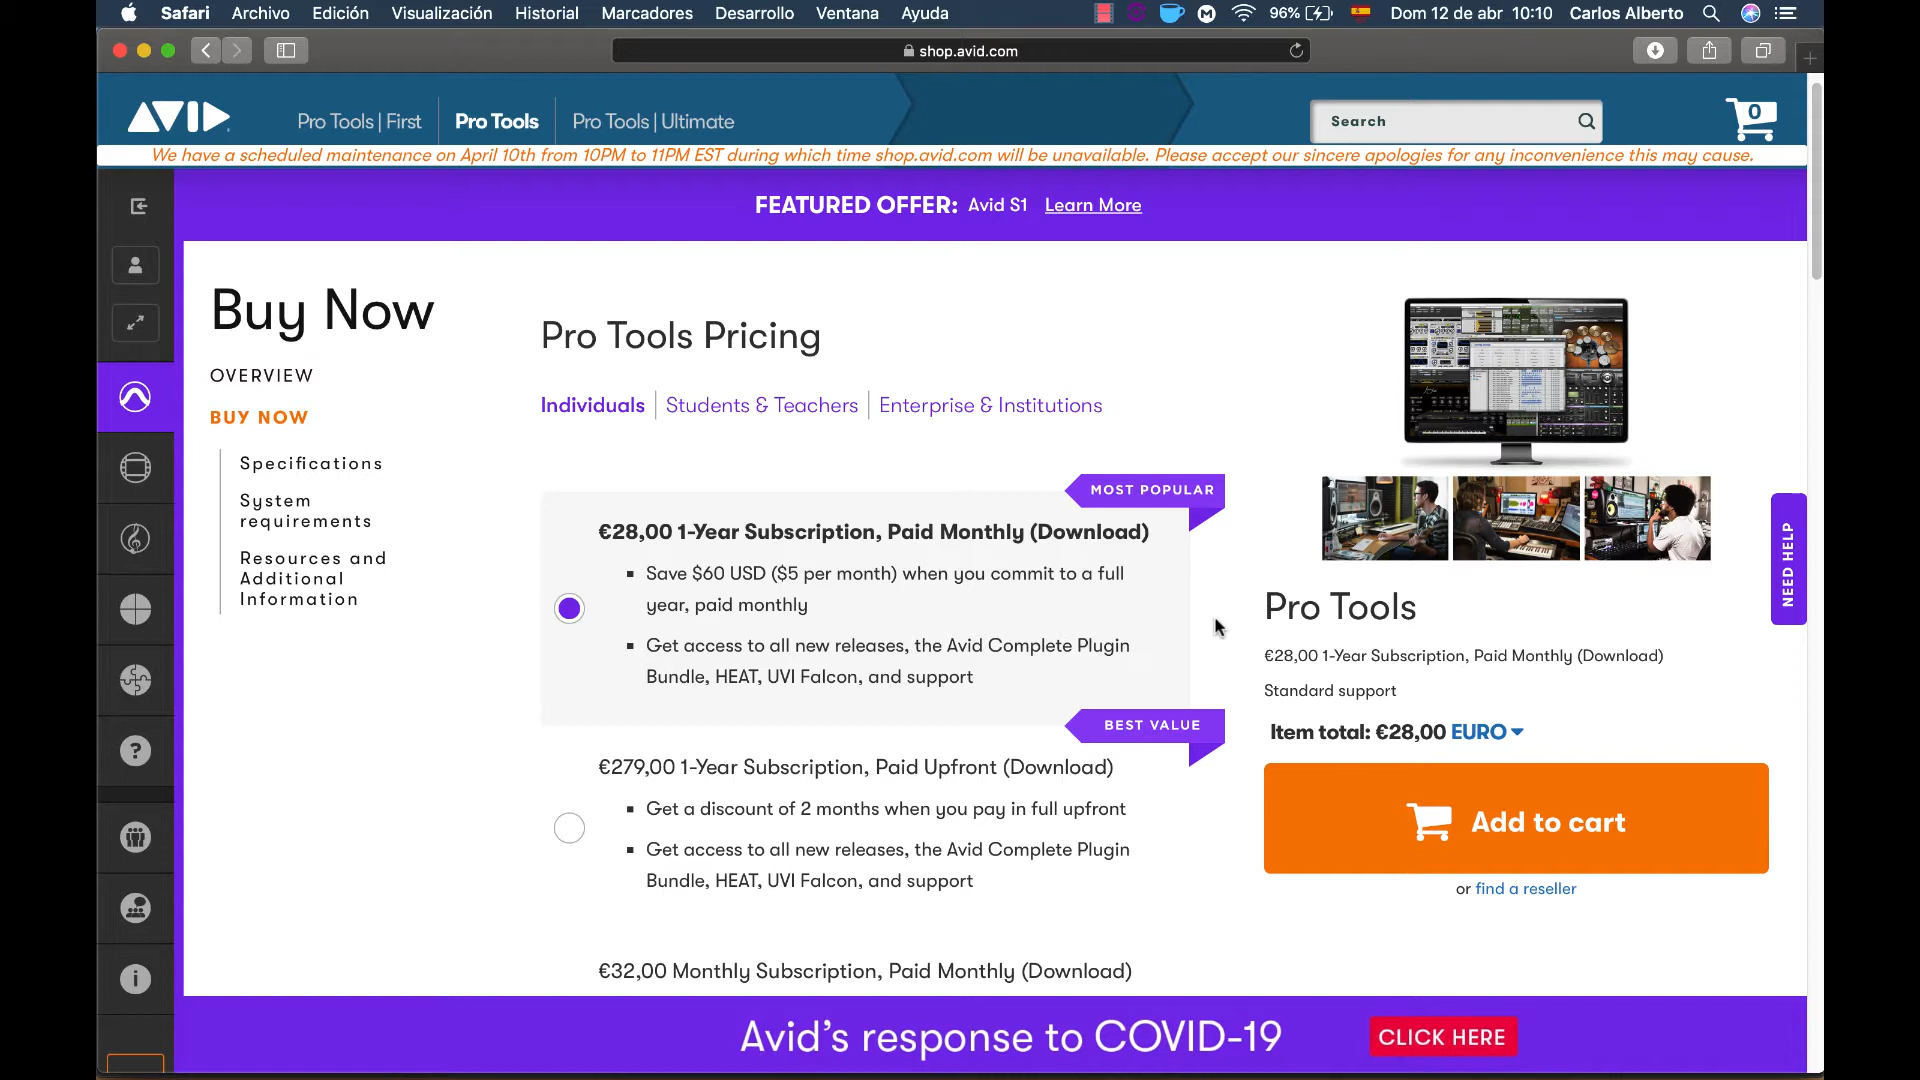 Safari Archivo Edición Visualización Historial Marcadores Desarrollo Ventana Ayuda 96% Dom 12 de abr 10:10 Carlos Alberto
shop.avid.com
AVID Pro Tools | First Pro Tools Pro Tools | Ultimate Search 0
We have a scheduled maintenance on April 10th from 10PM to 11PM EST during which time shop.avid.com will be unavailable. Please accept our sincere apologies for any inconvenience this may cause.
FEATURED OFFER: Avid S1 Learn More
Buy Now
OVERVIEW
BUY NOW
Specifications
System
requirements
Resources and
Additional
Information
Pro Tools Pricing
Individuals Students & Teachers Enterprise & Institutions
MOST POPULAR
€28,00 1-Year Subscription, Paid Monthly (Download)
▪ Save $60 USD ($5 per month) when you commit to a full
year, paid monthly
▪ Get access to all new releases, the Avid Complete Plugin
Bundle, HEAT, UVI Falcon, and support
BEST VALUE
€279,00 1-Year Subscription, Paid Upfront (Download)
▪ Get a discount of 2 months when you pay in full upfront
▪ Get access to all new releases, the Avid Complete Plugin
Bundle, HEAT, UVI Falcon, and support
€32,00 Monthly Subscription, Paid Monthly (Download)
Pro Tools
€28,00 1-Year Subscription, Paid Monthly (Download)
Standard support
Item total: €28,00 EURO
Add to cart
or find a reseller
NEED HELP
Avid’s response to COVID-19 CLICK HERE